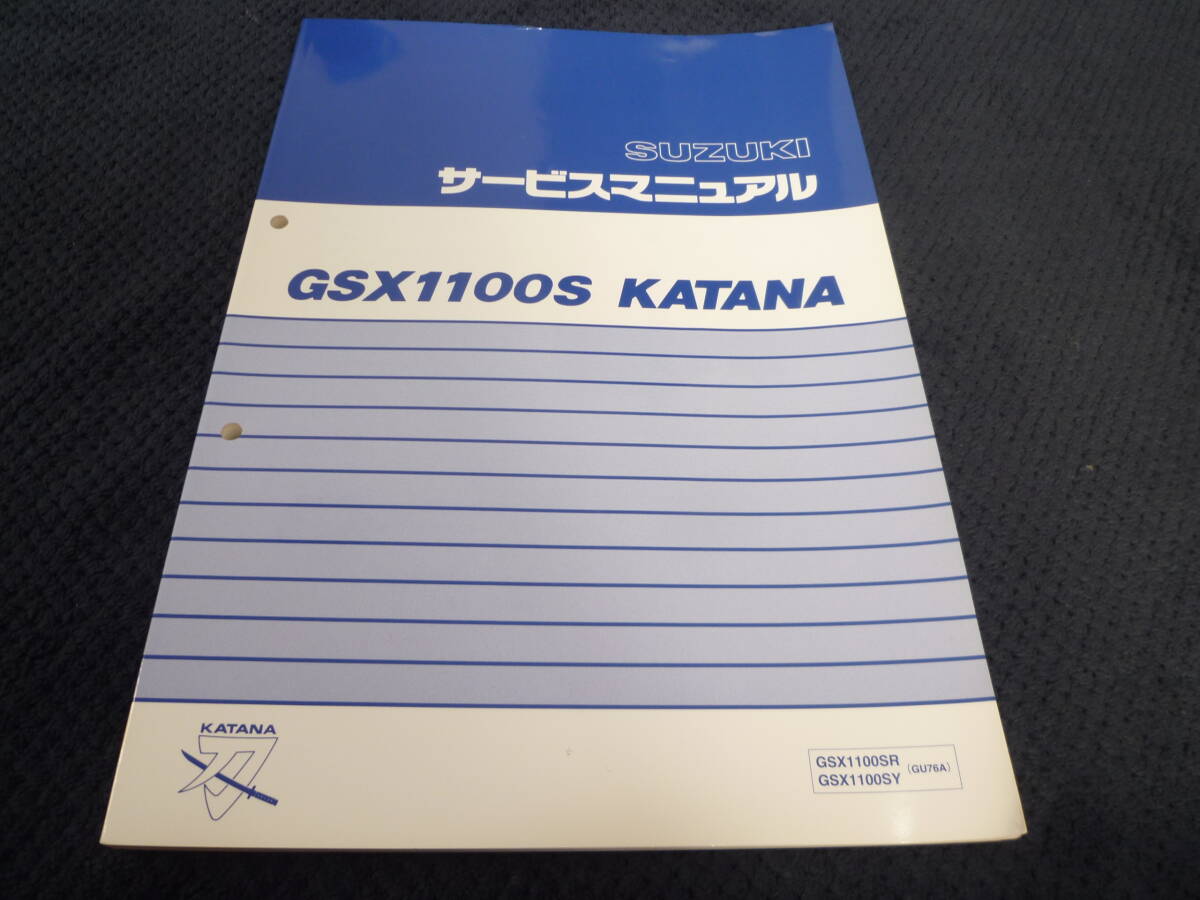 SUZUKI
サービスマニュアル
GSX1100S KATANA
KATANA
刀
GSX1100SR
GSX1100SY
(GU76A)